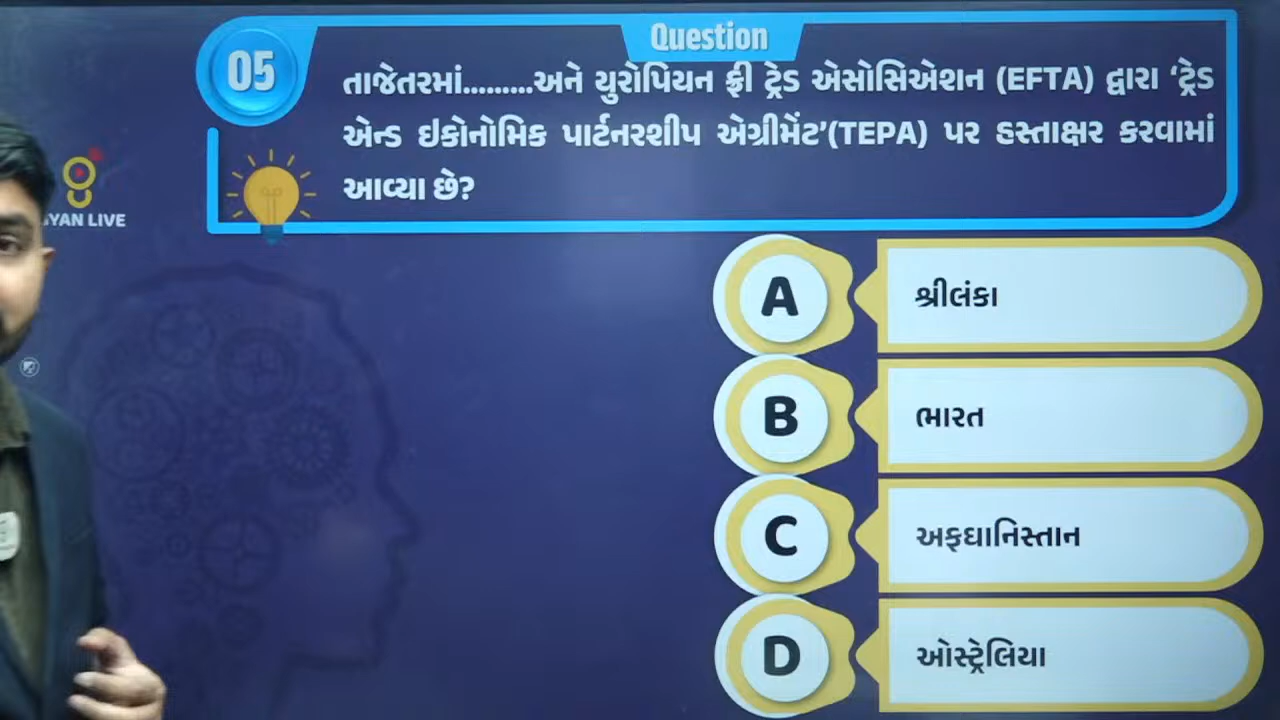 Question
05
તાજેતરમાં.........અને યુરોપિયન ફ્રી ટ્રેડ એસોસિએશન (EFTA) દ્વારા ‘ટ્રેડ
એન્ડ ઇકોનોમિક પાર્ટનરશીપ એગ્રીમેંટ’(TEPA) પર હસ્તાક્ષર કરવામાં
આવ્યા છે?
GYAN LIVE
A
શ્રીલંકા
B
ભારત
C
અફઘાનિસ્તાન
D
ઓસ્ટ્રેલિયા